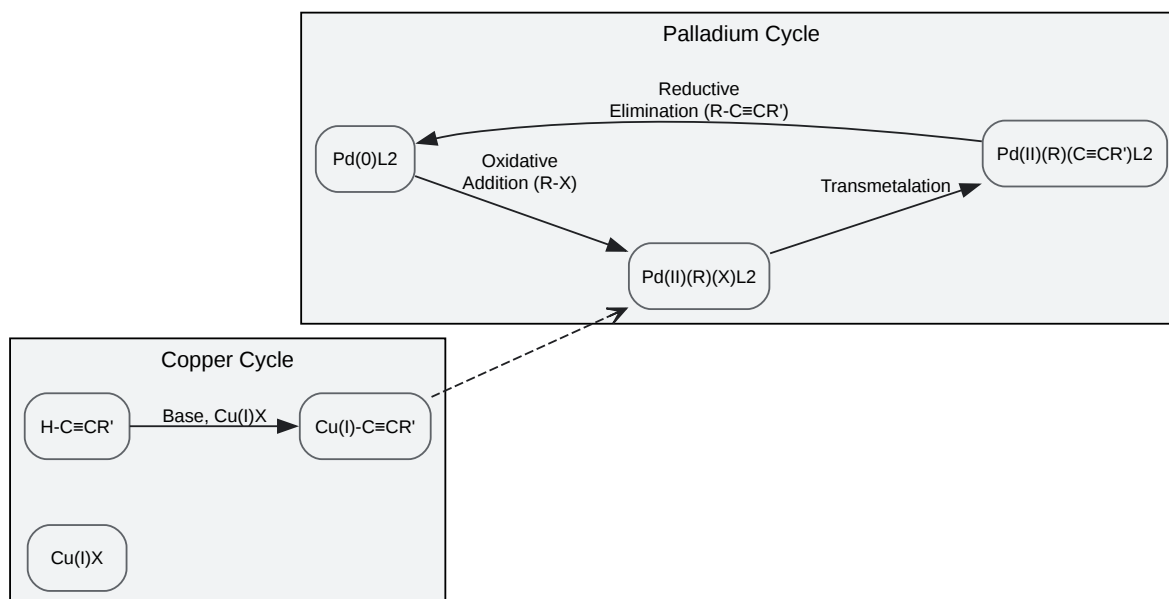 Palladium Cycle
Reductive
Elimination (R-C≡CR')
Pd(0)L2
Pd(II)(R)(C≡CR')L2
Oxidative
Addition (R-X)
Transmetalation
Pd(II)(R)(X)L2
Copper Cycle
H-C≡CR'
Base, Cu(I)X
Cu(I)-C≡CR'
Cu(I)X